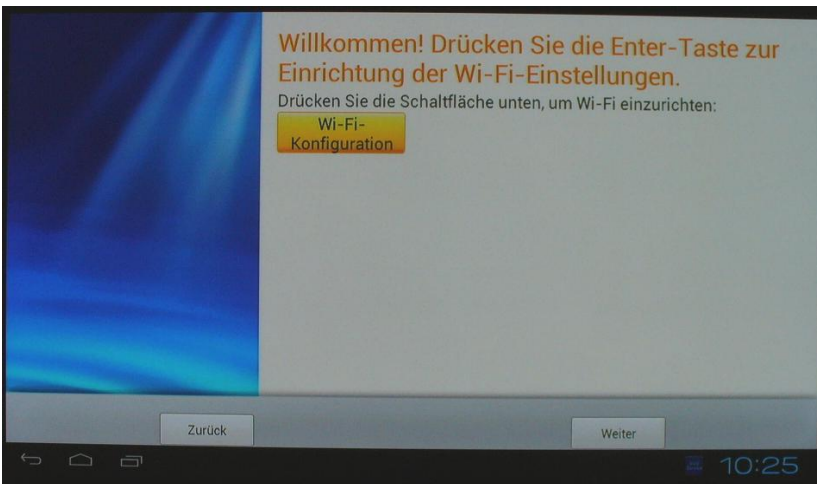 Willkommen! Drücken Sie die Enter-Taste zur
Einrichtung der Wi-Fi-Einstellungen.
Drücken Sie die Schaltfläche unten, um Wi-Fi einzurichten:
Wi-Fi-
Konfiguration
Zurück
Weiter
10:25